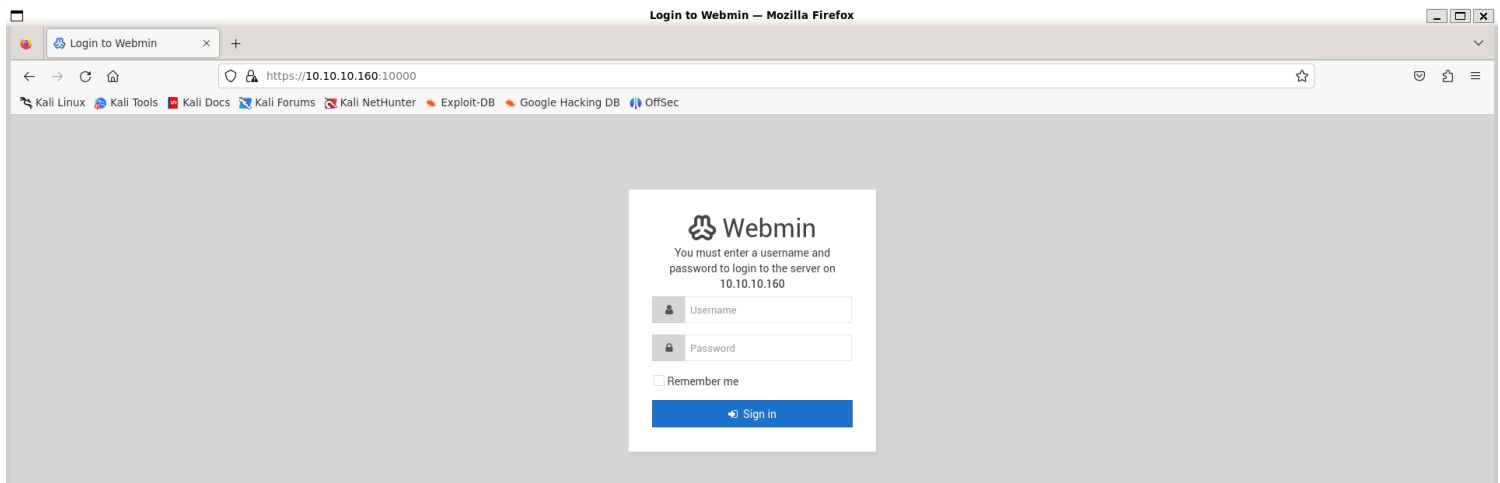 Login to Webmin — Mozilla Firefox
Login to Webmin
https://10.10.10.160:10000
Kali Linux Kali Tools Kali Docs Kali Forums Kali NetHunter Exploit-DB Google Hacking DB OffSec
Webmin
You must enter a username and
password to login to the server on
10.10.10.160
Username
Password
Remember me
Sign in